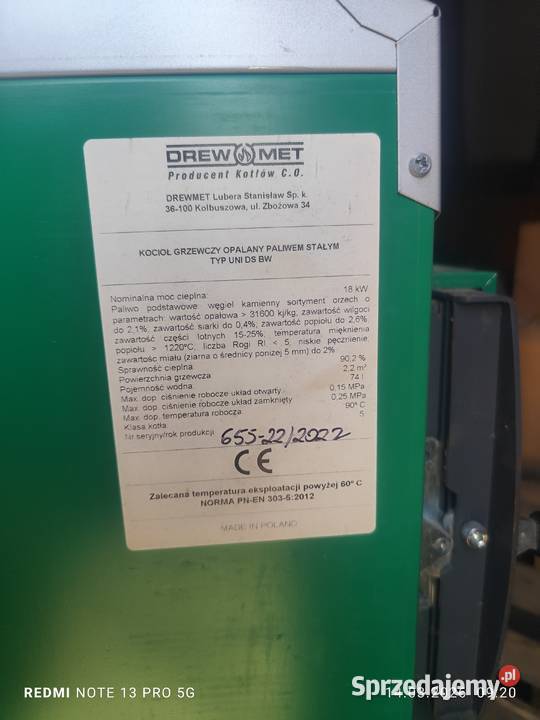 DREWMET
Producent Kotłów C.O.
DREWMET Lubera Stanisław Sp. k.
36-100 Kolbuszowa, ul. Zbożowa 34
KOCIOŁ GRZEWCZY OPALANY PALIWEM STAŁYM
TYP UNI DS BW
Nominalna moc cieplna: 18 kW
Paliwo podstawowe: węgiel kamienny sortyment orzech o
parametrach: wartość opałowa > 31600 kj/kg, zawartość wilgoci
do 2,1%, zawartość siarki do 0,4%, zawartość popiołu do 2,6%,
zawartość części lotnych 15-25%, temperatura mięknienia
popiołu > 1220°C, liczba Rogi RI < 5, niskie pęcznienie,
zawartość miału (ziarna o średnicy poniżej 5 mm) do 2%
Sprawność cieplna 90,2 %
Powierzchnia grzewcza 2,2 m²
Pojemność wodna 74 l
Max. dop. ciśnienie robocze układ otwarty 0,15 MPa
Max. dop. ciśnienie robocze układ zamknięty 0,25 MPa
Max. dop. temperatura robocza 90° C
Klasa kotła 5
Nr seryjny/rok produkcji 655-22/2022
CE
Zalecana temperatura eksploatacji powyżej 60° C
NORMA PN-EN 303-5:2012
MADE IN POLAND
REDMI NOTE 13 PRO 5G
09:20
Sprzedajemy.pl